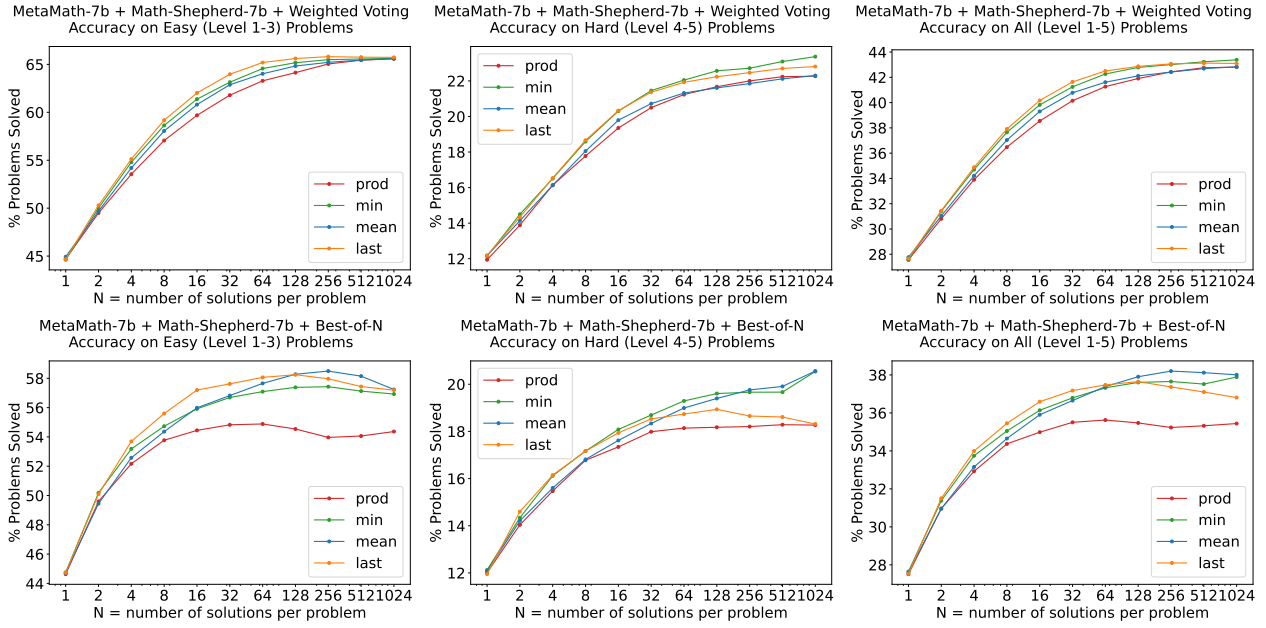 MetaMath-7b + Math-Shepherd-7b + Weighted Voting
Accuracy on Easy (Level 1-3) Problems
% Problems Solved
65
60
55
50
45
prod
min
mean
last
1 2 4 8 16 32 64 128 256 512 1024
N = number of solutions per problem
MetaMath-7b + Math-Shepherd-7b + Weighted Voting
Accuracy on Hard (Level 4-5) Problems
% Problems Solved
22
20
18
16
14
12
prod
min
mean
last
1 2 4 8 16 32 64 128 256 512 1024
N = number of solutions per problem
MetaMath-7b + Math-Shepherd-7b + Weighted Voting
Accuracy on All (Level 1-5) Problems
% Problems Solved
44
42
40
38
36
34
32
30
28
prod
min
mean
last
1 2 4 8 16 32 64 128 256 512 1024
N = number of solutions per problem
MetaMath-7b + Math-Shepherd-7b + Best-of-N
Accuracy on Easy (Level 1-3) Problems
% Problems Solved
58
56
54
52
50
48
46
44
prod
min
mean
last
1 2 4 8 16 32 64 128 256 512 1024
N = number of solutions per problem
MetaMath-7b + Math-Shepherd-7b + Best-of-N
Accuracy on Hard (Level 4-5) Problems
% Problems Solved
20
18
16
14
12
prod
min
mean
last
1 2 4 8 16 32 64 128 256 512 1024
N = number of solutions per problem
MetaMath-7b + Math-Shepherd-7b + Best-of-N
Accuracy on All (Level 1-5) Problems
% Problems Solved
38
36
34
32
30
28
prod
min
mean
last
1 2 4 8 16 32 64 128 256 512 1024
N = number of solutions per problem